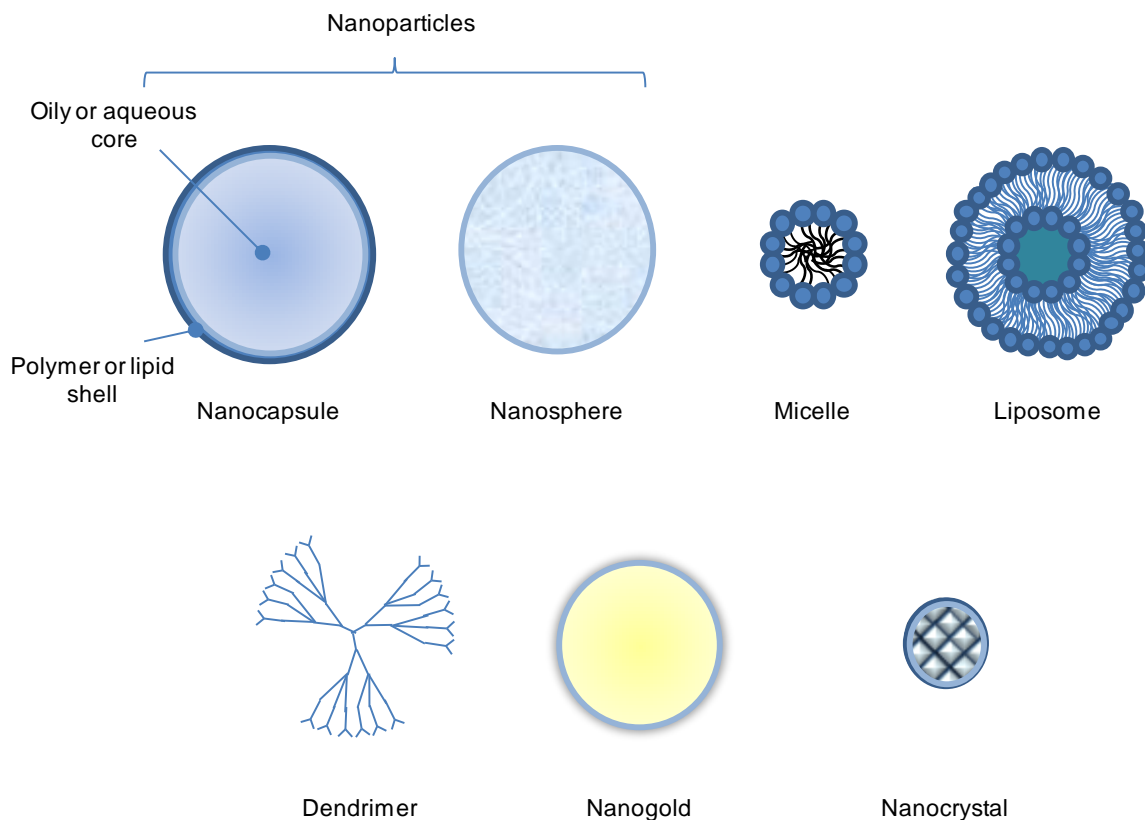 Nanoparticles
Oily or aqueous
core
Polymer or lipid
shell
Nanocapsule
Nanosphere
Micelle
Liposome
Dendrimer
Nanogold
Nanocrystal